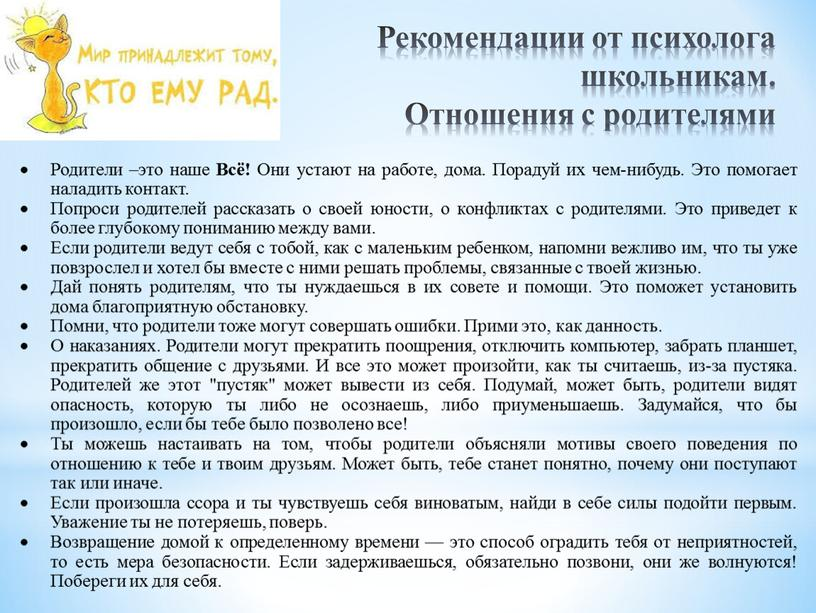 Мир принадлежит тому,
кто ему рад.
Рекомендации от психолога
школьникам.
Отношения с родителями
• Родители –это наше Всё! Они устают на работе, дома. Порадуй их чем-нибудь. Это помогает
наладить контакт.
• Попроси родителей рассказать о своей юности, о конфликтах с родителями. Это приведет к
более глубокому пониманию между вами.
• Если родители ведут себя с тобой, как с маленьким ребенком, напомни вежливо им, что ты уже
повзрослел и хотел бы вместе с ними решать проблемы, связанные с твоей жизнью.
• Дай понять родителям, что ты нуждаешься в их совете и помощи. Это поможет установить
дома благоприятную обстановку.
• Помни, что родители тоже могут совершать ошибки. Прими это, как данность.
• О наказаниях. Родители могут прекратить поощрения, отключить компьютер, забрать планшет,
прекратить общение с друзьями. И все это может произойти, как ты считаешь, из-за пустяка.
Родителей же этот "пустяк" может вывести из себя. Подумай, может быть, родители видят
опасность, которую ты либо не осознаешь, либо приуменьшаешь. Задумайся, что бы
произошло, если бы тебе было позволено все!
• Ты можешь настаивать на том, чтобы родители объясняли мотивы своего поведения по
отношению к тебе и твоим друзьям. Может быть, тебе станет понятно, почему они поступают
так или иначе.
• Если произошла ссора и ты чувствуешь себя виноватым, найди в себе силы подойти первым.
Уважение ты не потеряешь, поверь.
• Возвращение домой к определенному времени — это способ оградить тебя от неприятностей,
то есть мера безопасности. Если задерживаешься, обязательно позвони, они же волнуются!
Побереги их для себя.